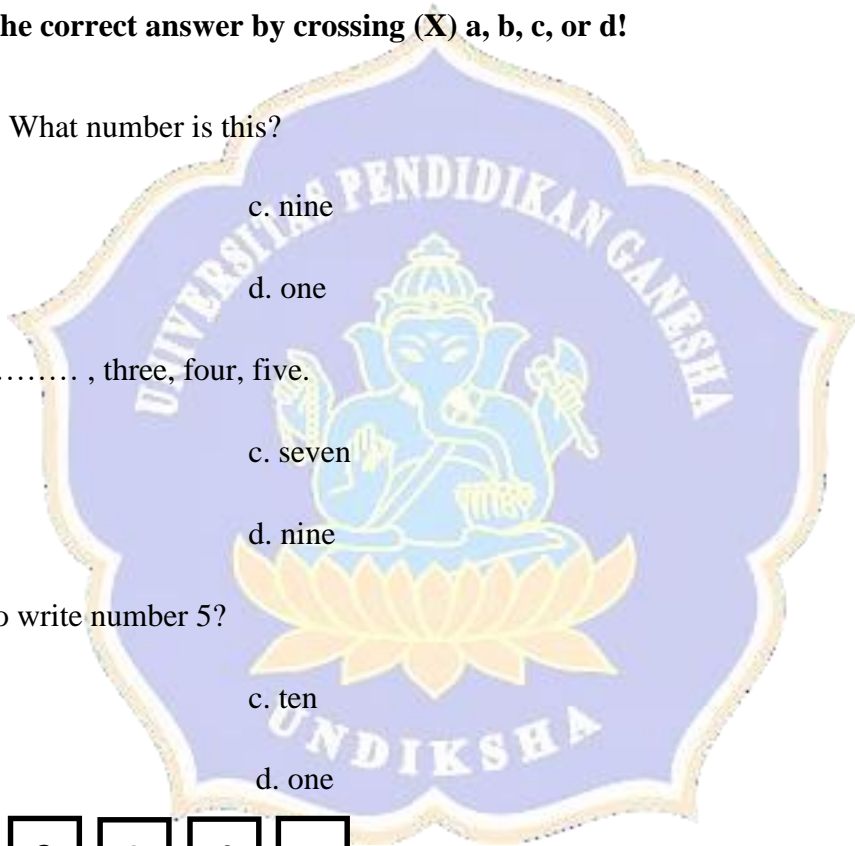 he correct answer by crossing (X) a, b, c, or d!
What number is this?
c. nine
d. one
……… , three, four, five.
c. seven
d. nine
o write number 5?
c. ten
d. one
UNIVERSITAS PENDIDIKAN GANESHA
UNDIKSHA